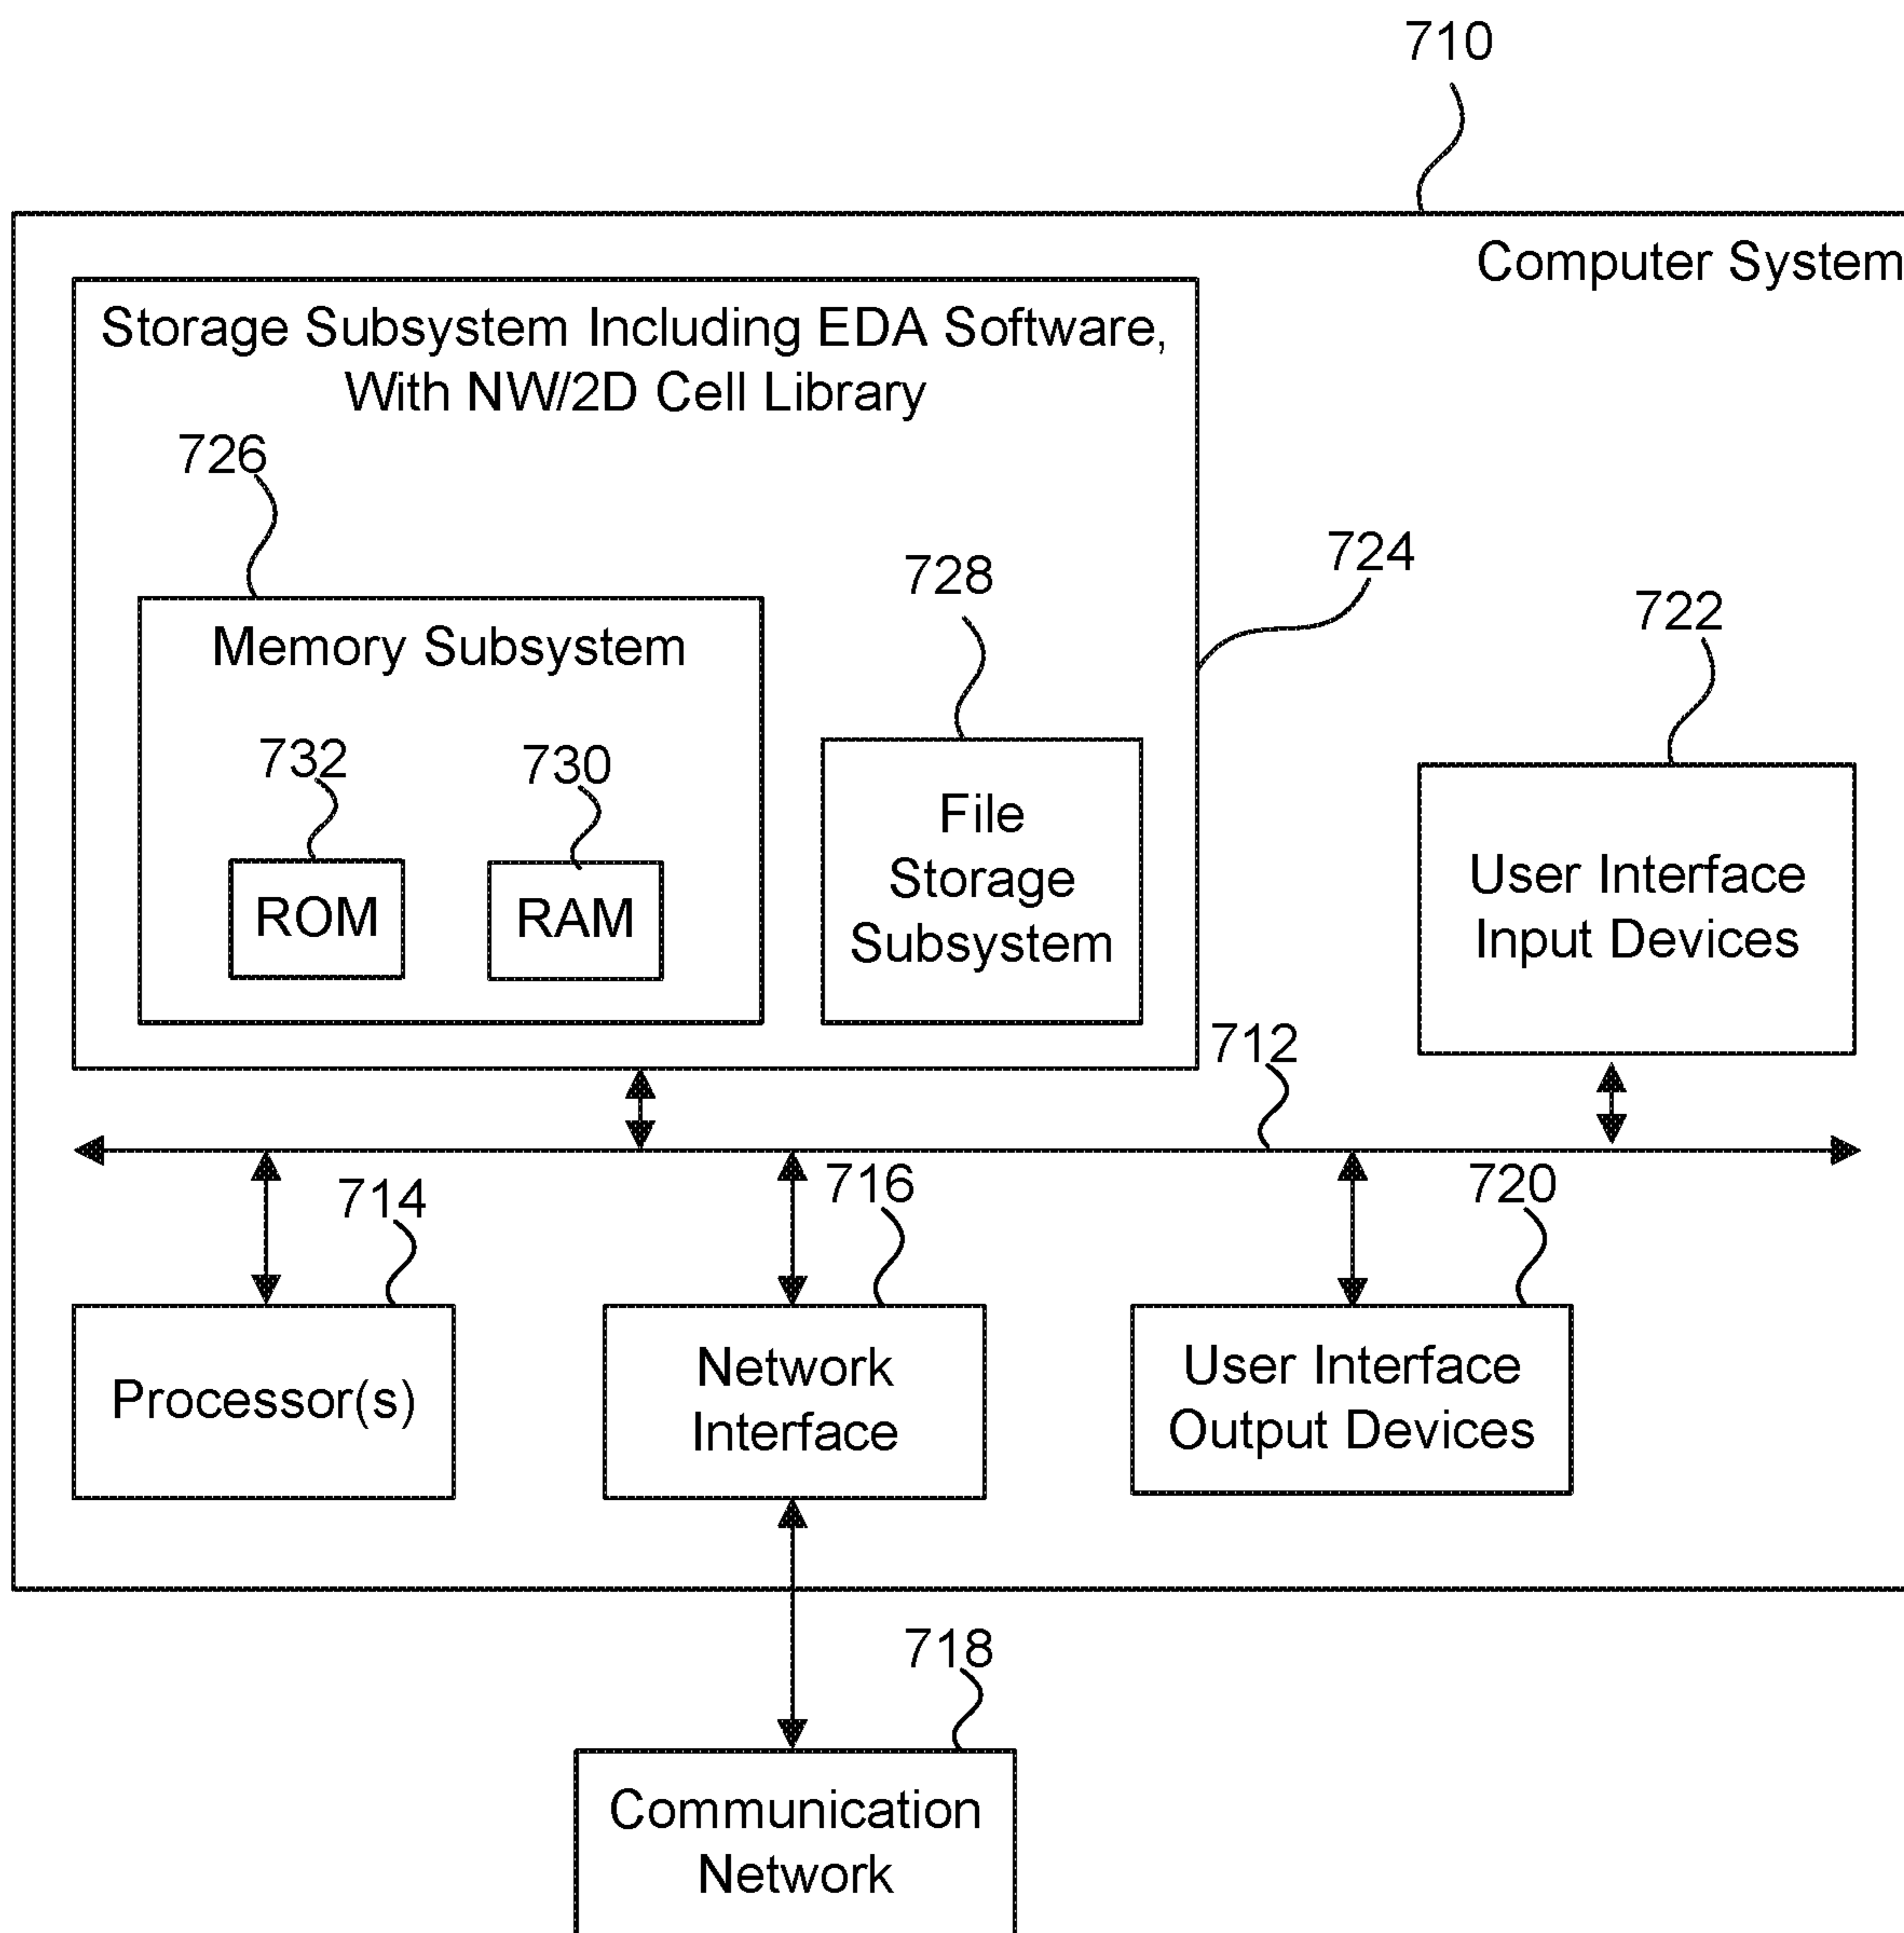 710
Computer System
Storage Subsystem Including EDA Software,
With NW/2D Cell Library
726
724
728
722
Memory Subsystem
732
730
File
Storage
Subsystem
ROM
RAM
User Interface
Input Devices
712
714
716
720
Processor(s)
Network
Interface
User Interface
Output Devices
718
Communication
Network